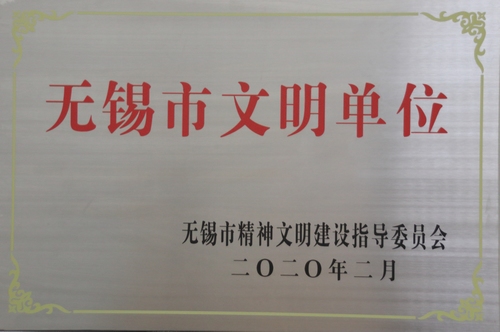 无锡市文明单位
无锡市精神文明建设指导委员会
二〇二〇年二月